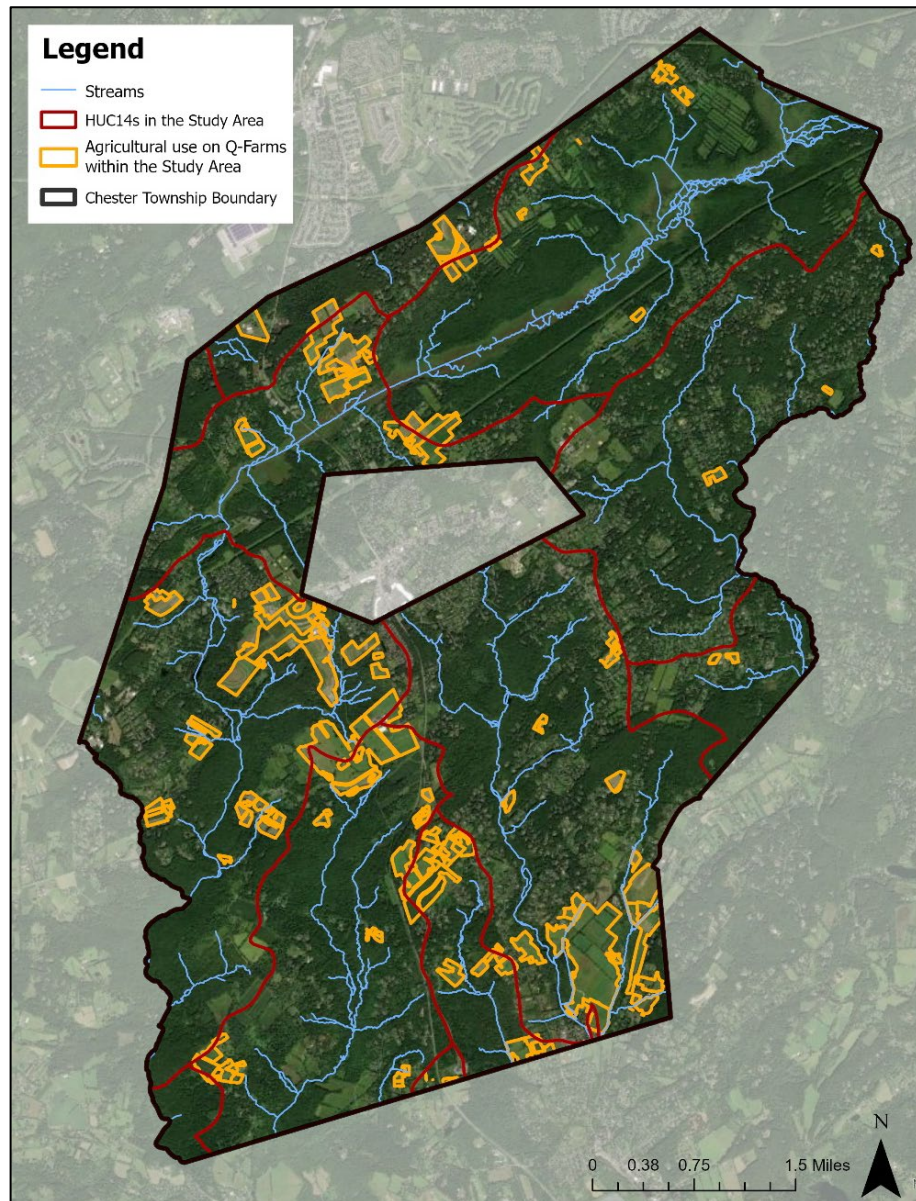 Legend
Streams
HUC14s in the Study Area
Agricultural use on Q-Farms
within the Study Area
Chester Township Boundary
N
0 0.38 0.75 1.5 Miles